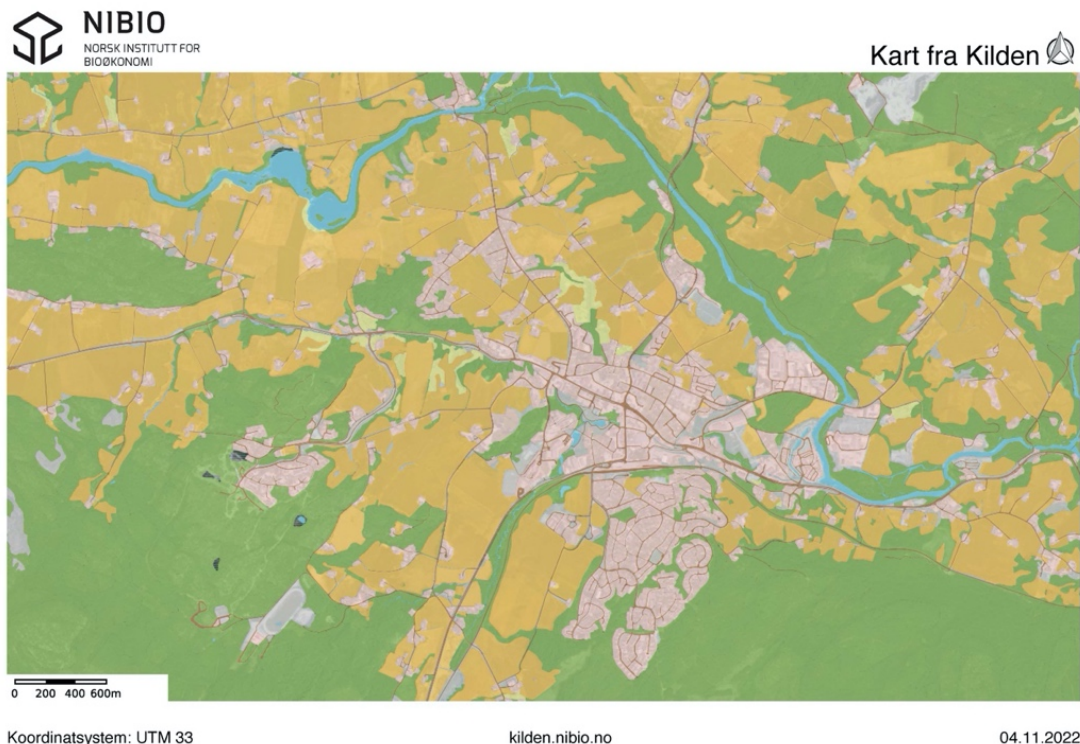 NIBIO
NORSK INSTITUTT FOR
BIOØKONOMI
Kart fra Kilden
0 200 400 600m
Koordinatsystem: UTM 33
kilden.nibio.no
04.11.2022